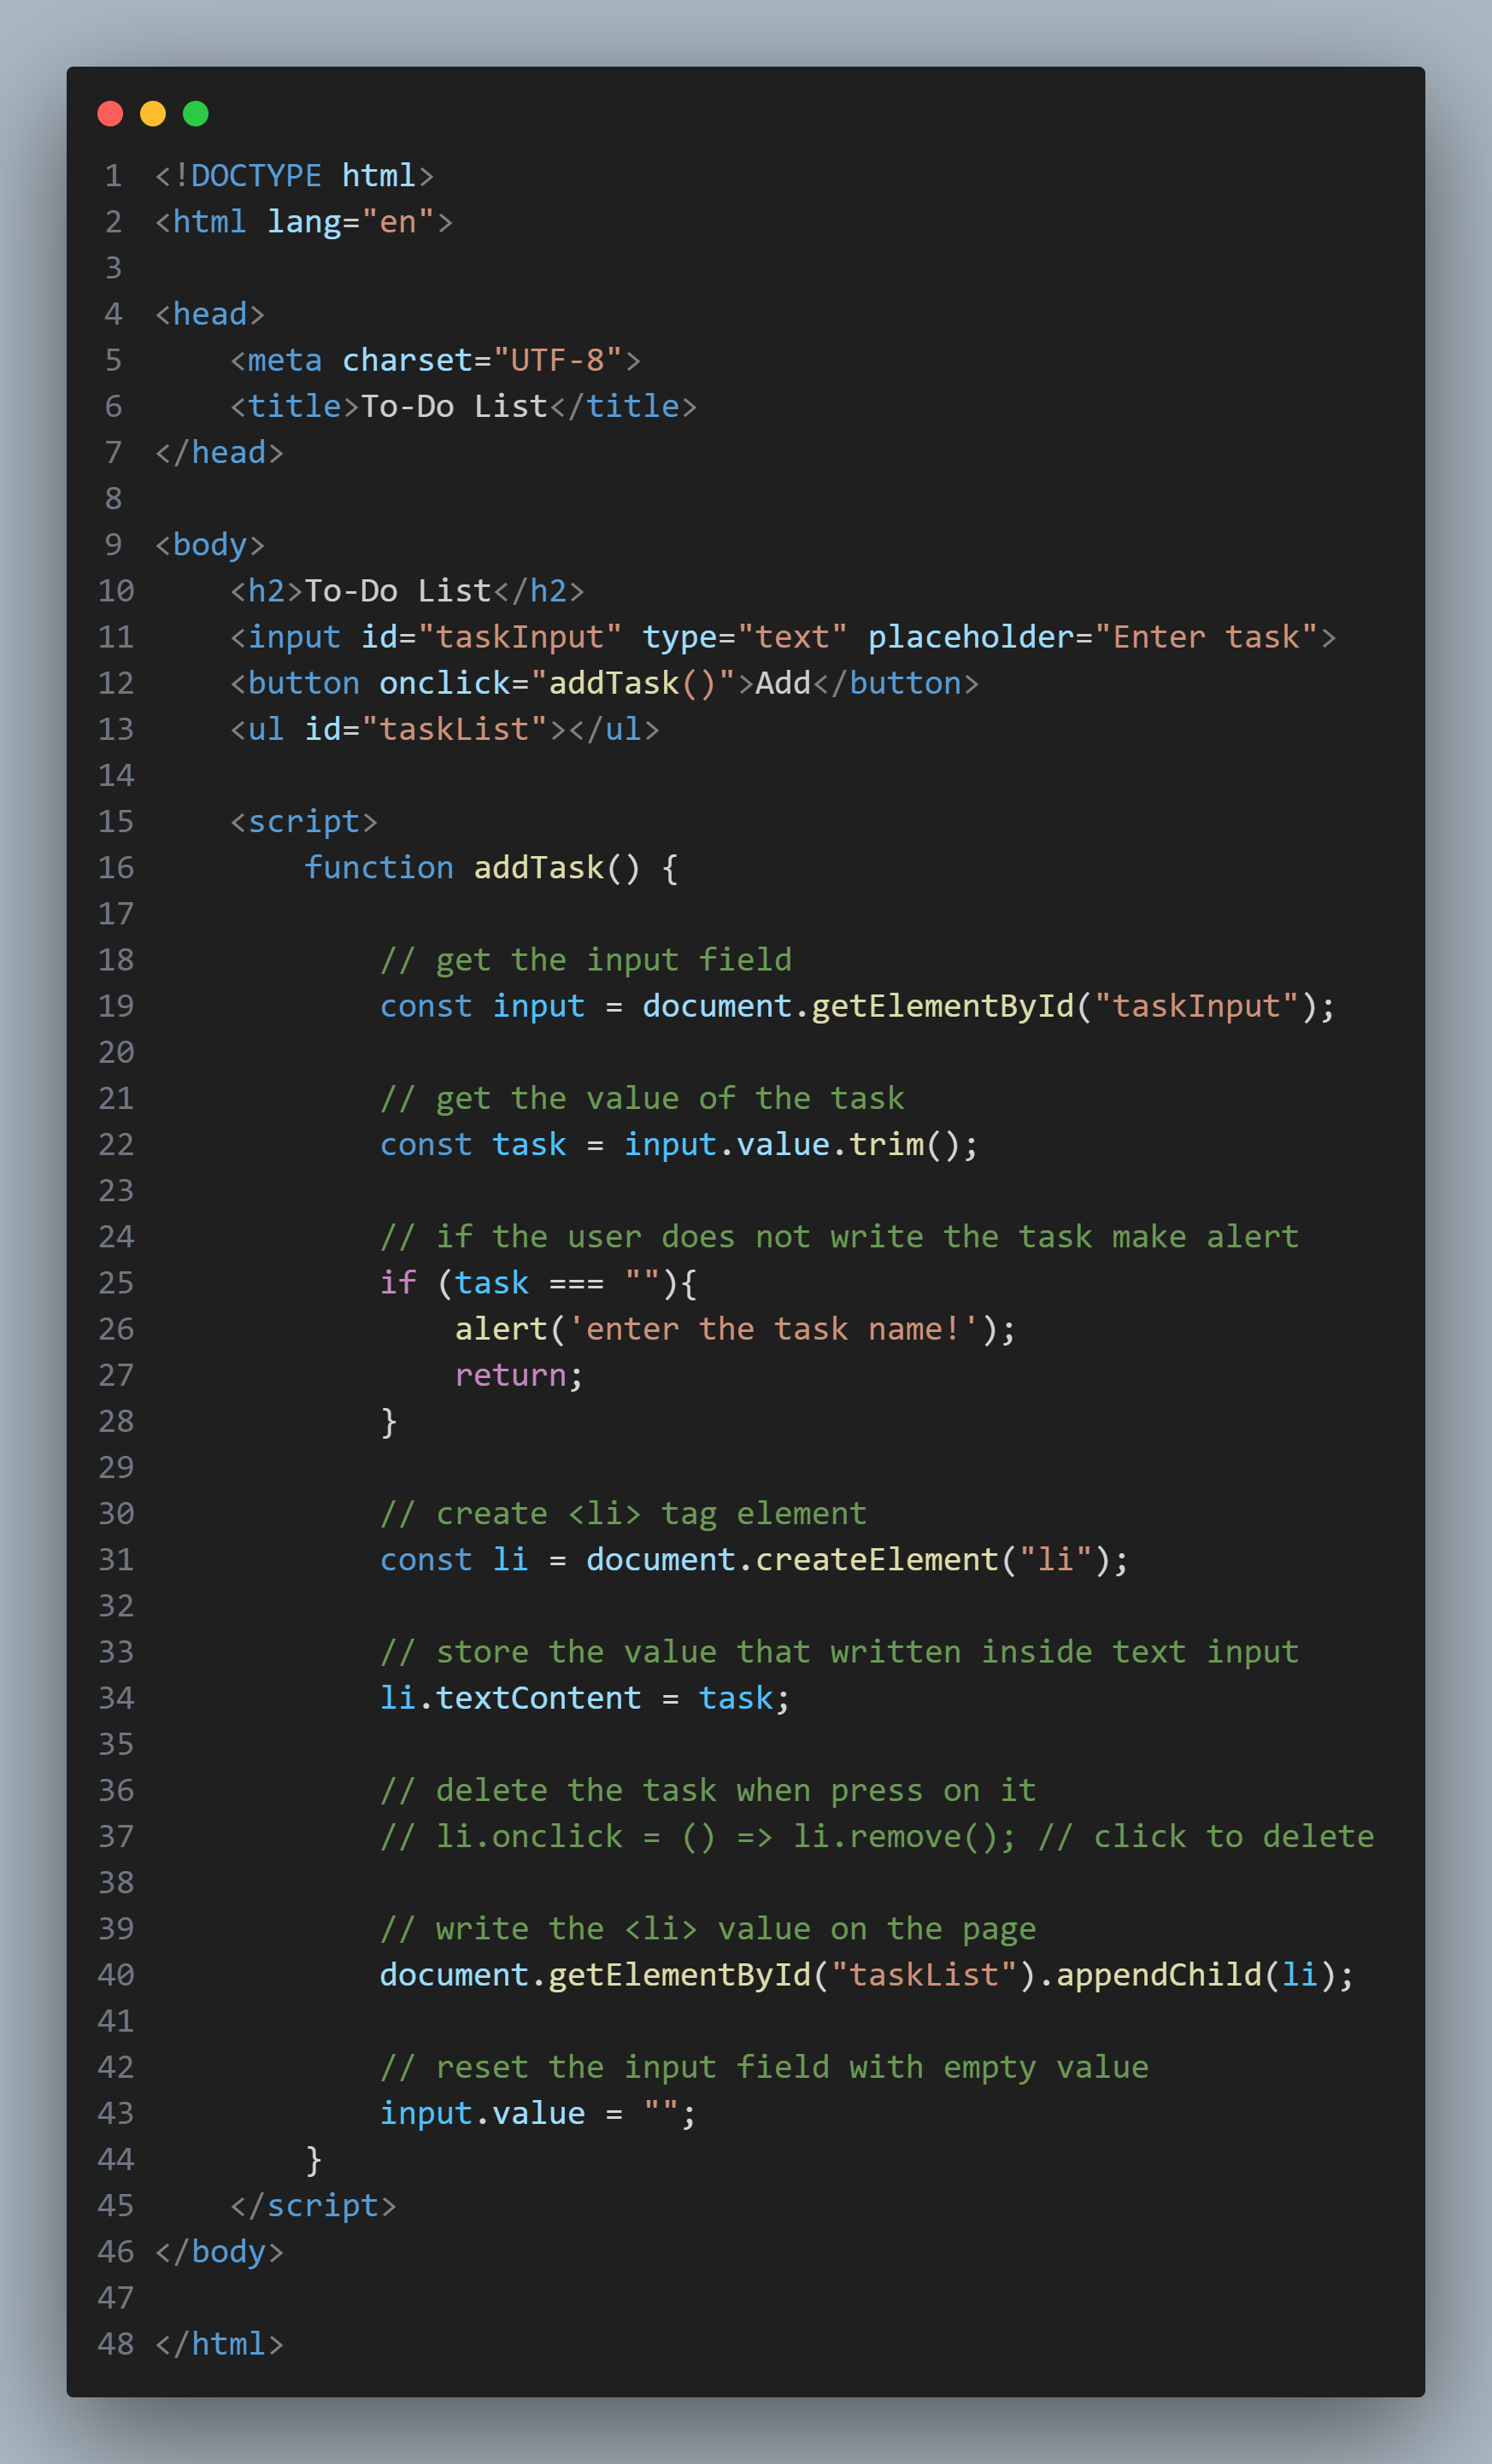 1 <!DOCTYPE html>
2 <html lang="en">
3
4 <head>
5     <meta charset="UTF-8">
6     <title>To-Do List</title>
7 </head>
8
9 <body>
10     <h2>To-Do List</h2>
11     <input id="taskInput" type="text" placeholder="Enter task">
12     <button onclick="addTask()">Add</button>
13     <ul id="taskList"></ul>
14
15     <script>
16         function addTask() {
17
18             // get the input field
19             const input = document.getElementById("taskInput");
20
21             // get the value of the task
22             const task = input.value.trim();
23
24             // if the user does not write the task make alert
25             if (task === ""){
26                 alert('enter the task name!');
27                 return;
28             }
29
30             // create <li> tag element
31             const li = document.createElement("li");
32
33             // store the value that written inside text input
34             li.textContent = task;
35
36             // delete the task when press on it
37             // li.onclick = () => li.remove(); // click to delete
38
39             // write the <li> value on the page
40             document.getElementById("taskList").appendChild(li);
41
42             // reset the input field with empty value
43             input.value = "";
44         }
45     </script>
46 </body>
47
48 </html>